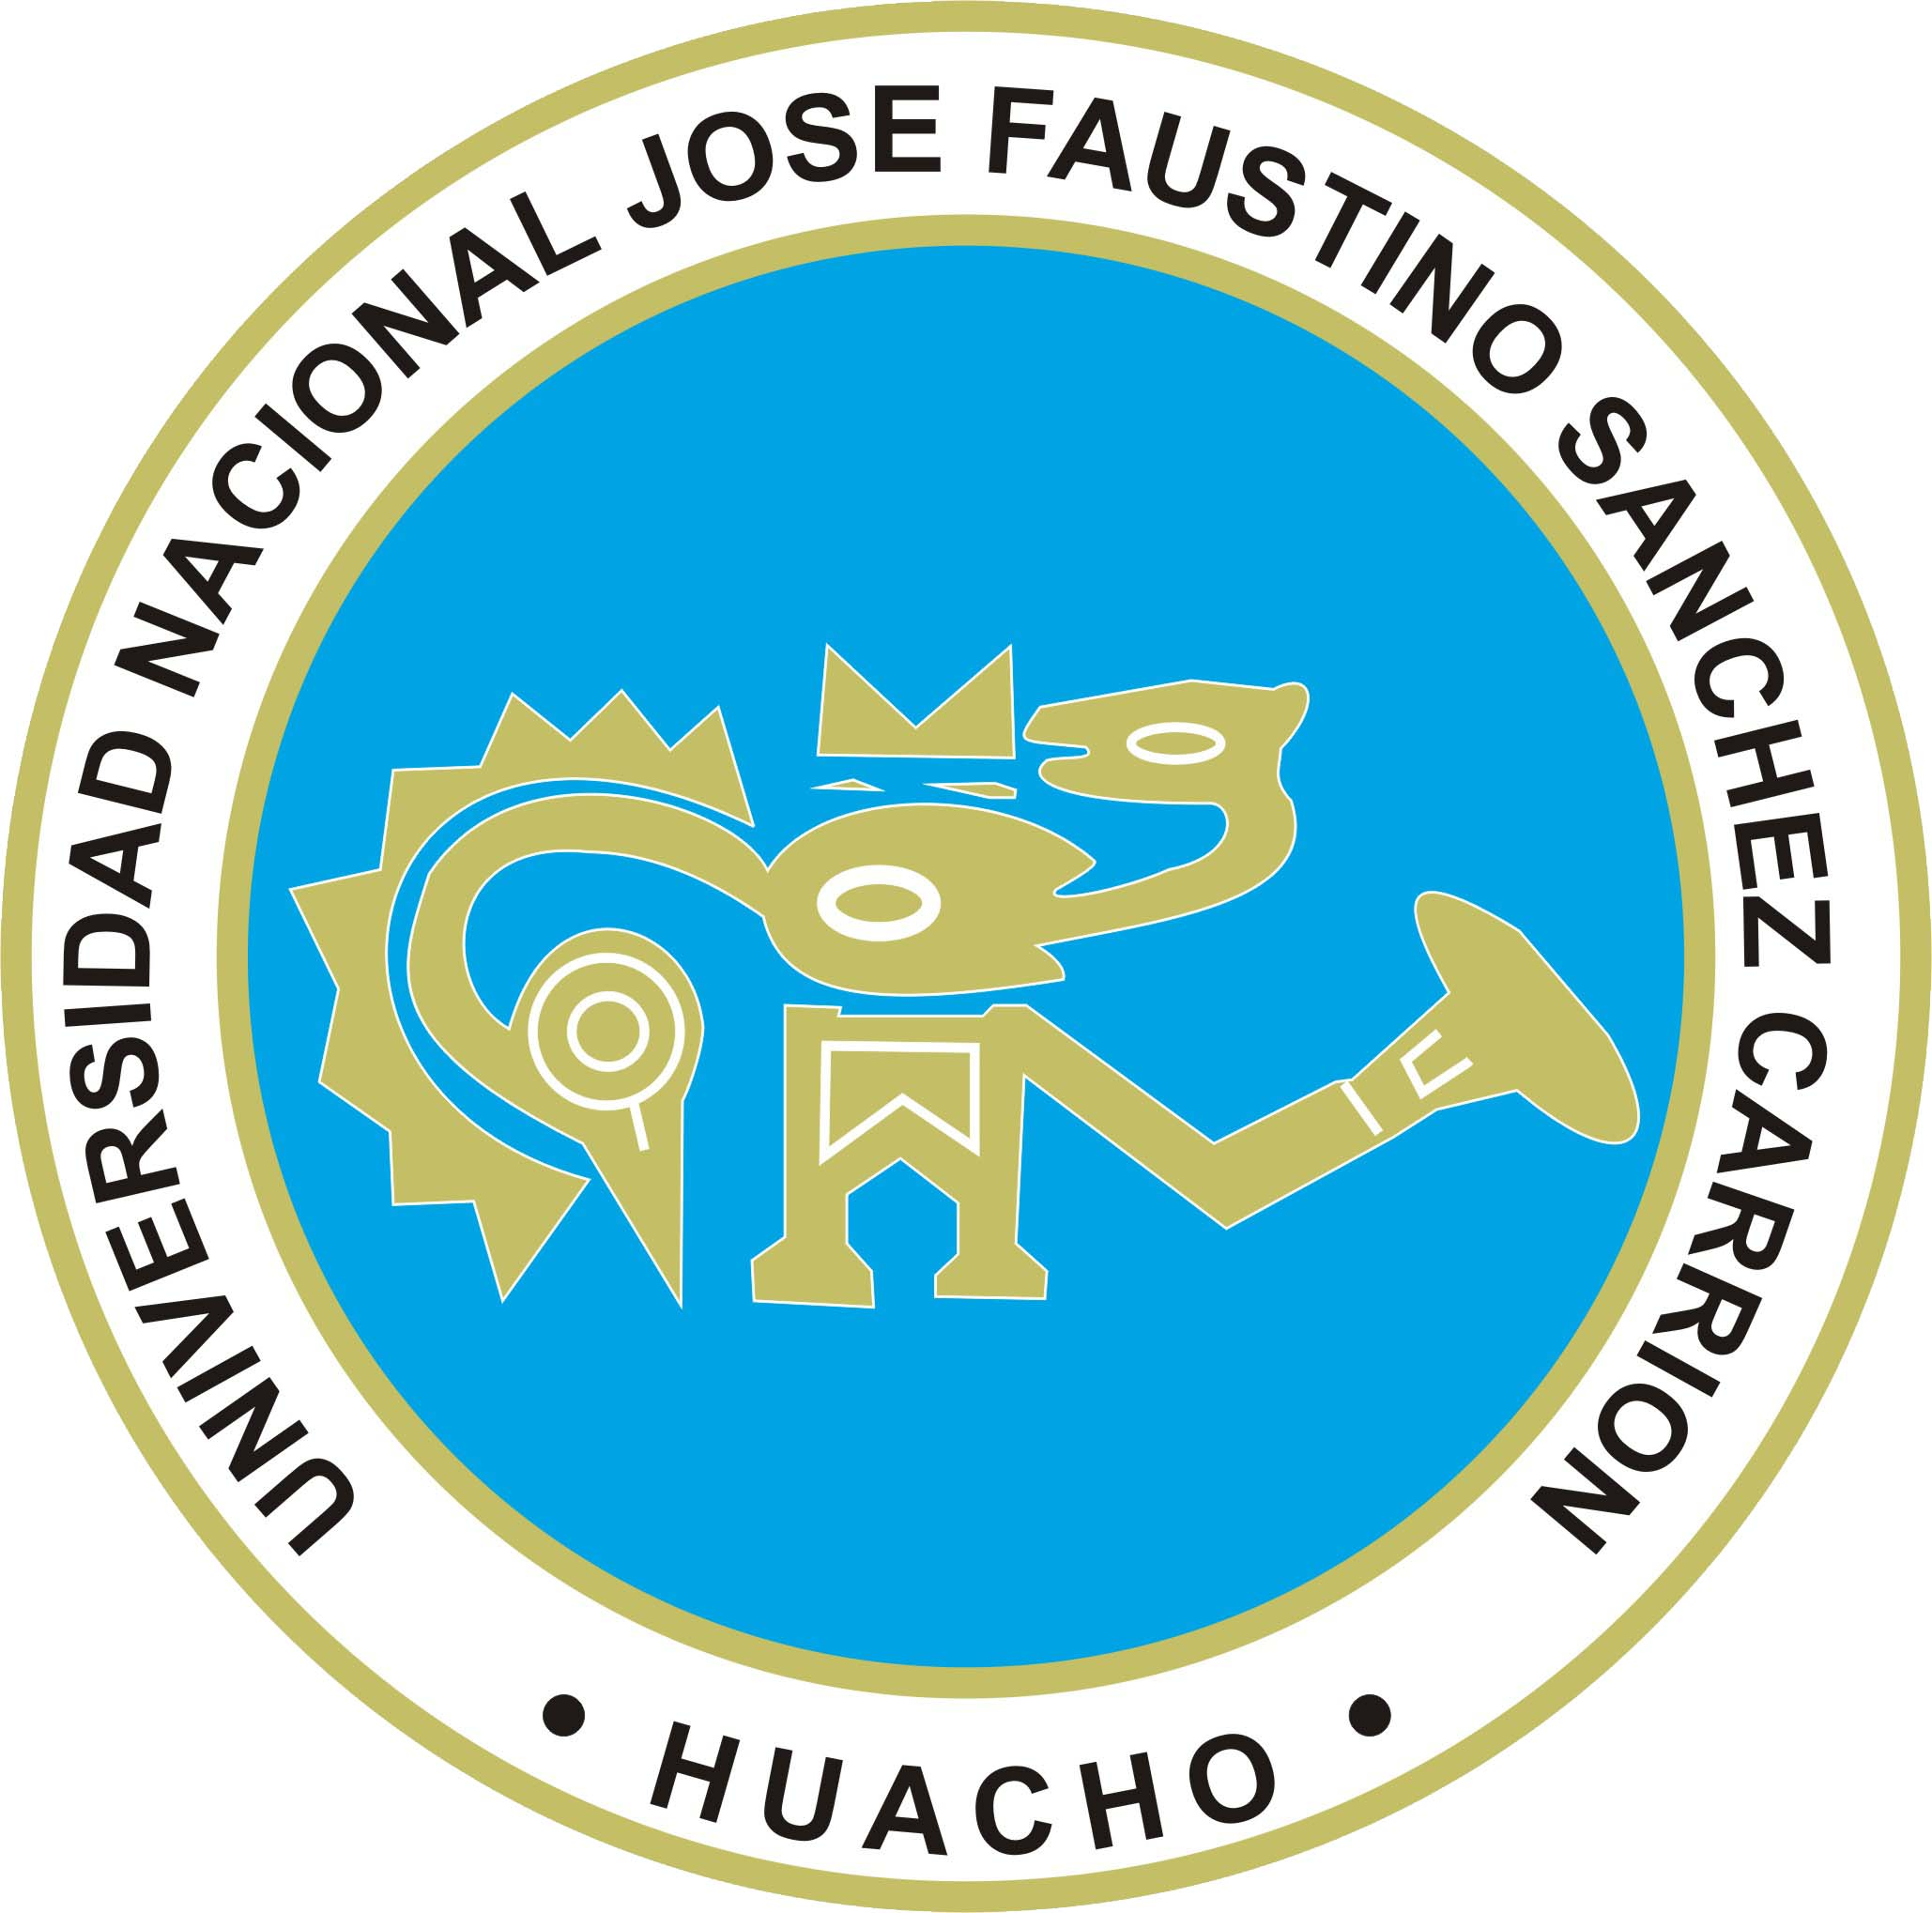 UNIVERSIDAD NACIONAL JOSE FAUSTINO SANCHEZ CARRION
• HUACHO •